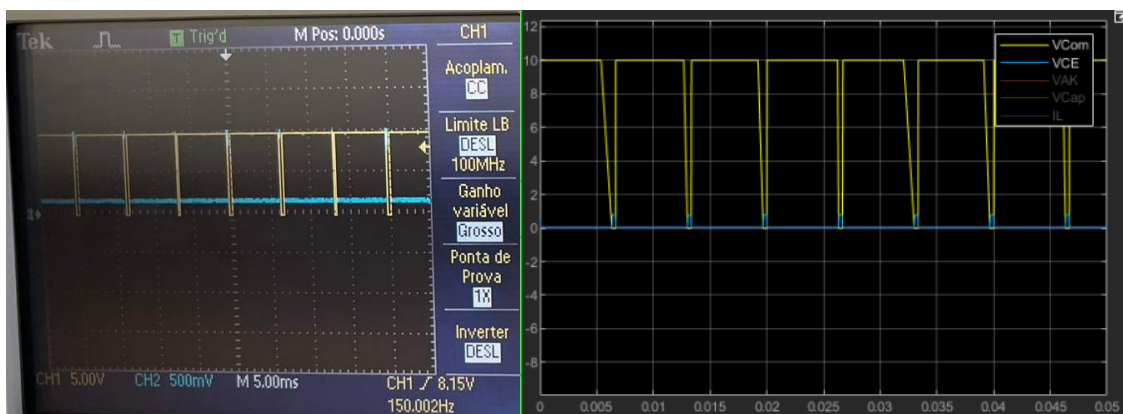 Tek
Trig'd
M Pos: 0.000s
CH1
Acoplam.
CC
Limite LB
DESL
100MHz
Ganho
variável
Grosso
Ponta de
Prova
1X
Inverter
DESL
CH1 5.00V CH2 500mV M 5.00ms CH1 8.15V
150.002Hz
12
10
8
6
4
2
0
-2
-4
-6
-8
0 0.005 0.01 0.015 0.02 0.025 0.03 0.035 0.04 0.045 0.05
VCom
VCE
VAK
VCap
IL